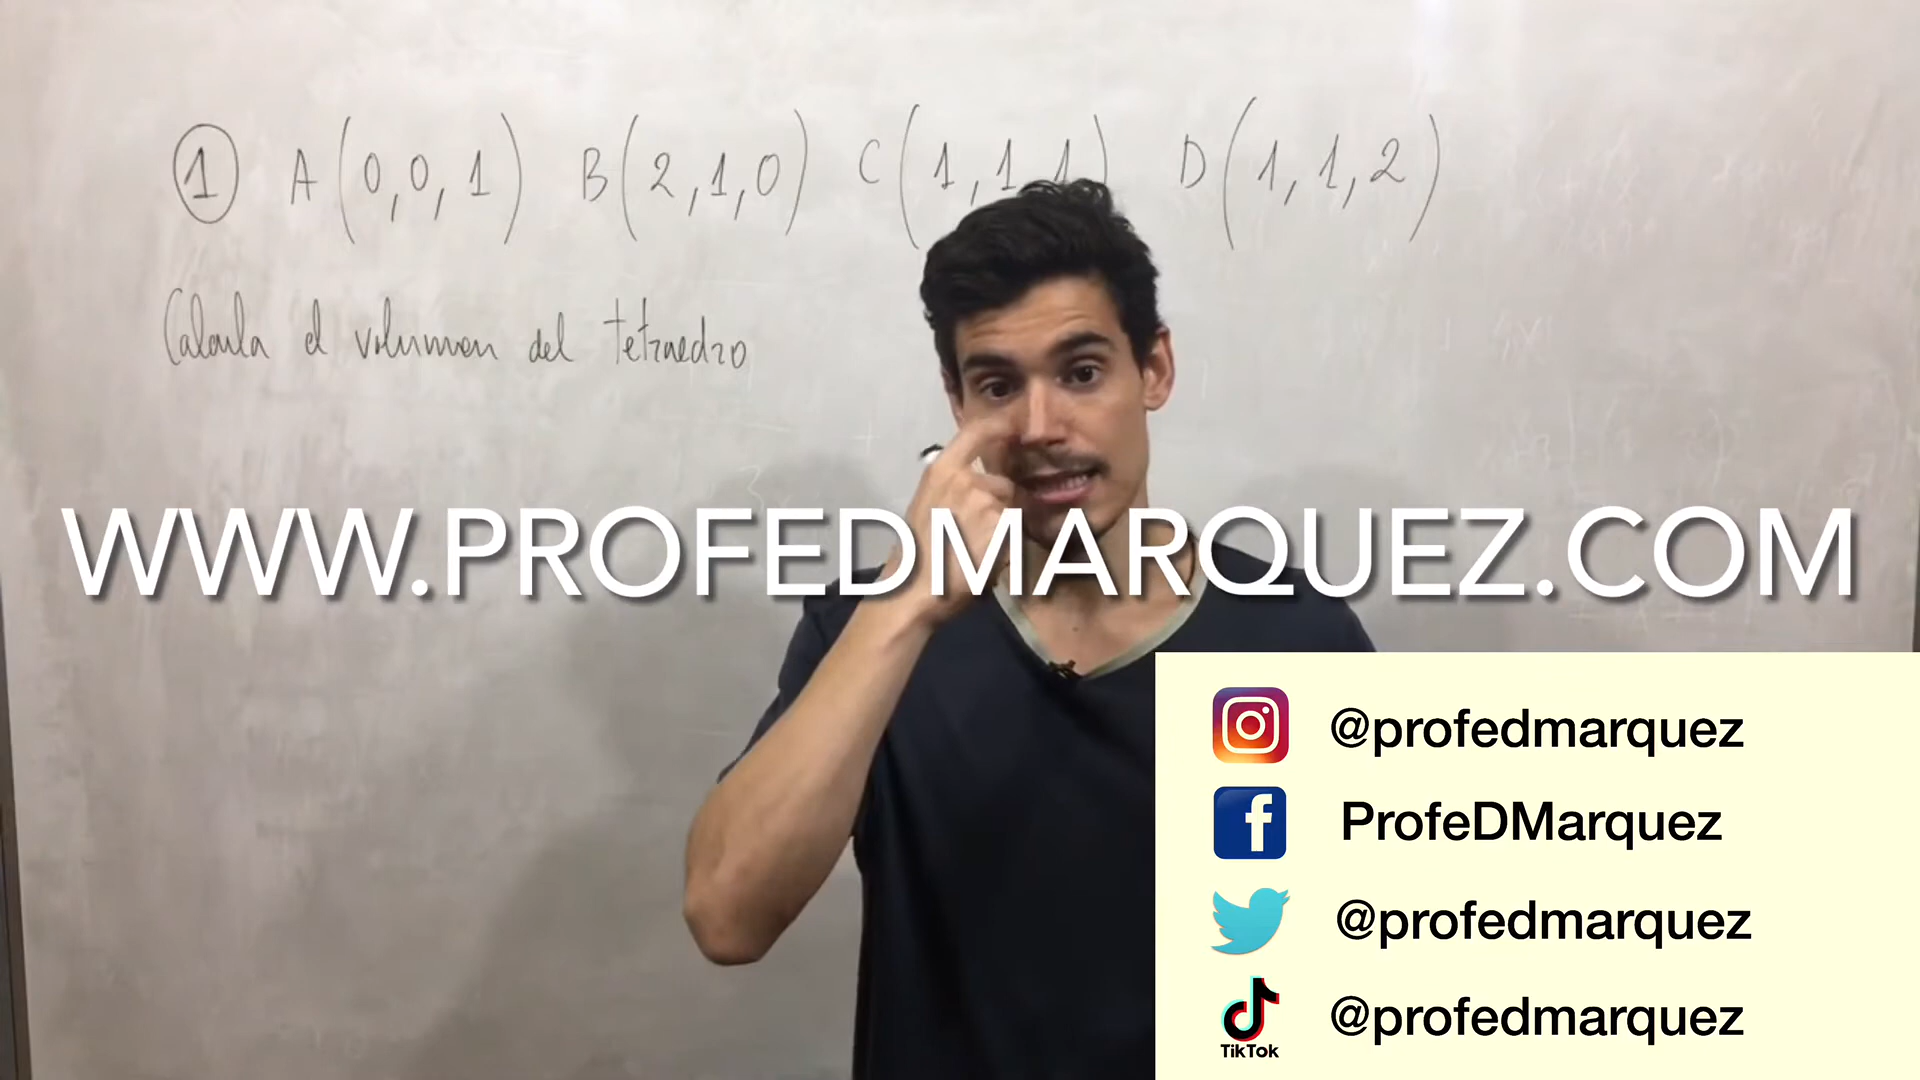 1 A(0,0,1) B(2,1,0) C(1,1,1) D(1,1,2)
Calcula el volumen del tetraedro
WWW.PROFEDMARQUEZ.COM
@profedmarquez
ProfeDMarquez
@profedmarquez
TikTok
@profedmarquez